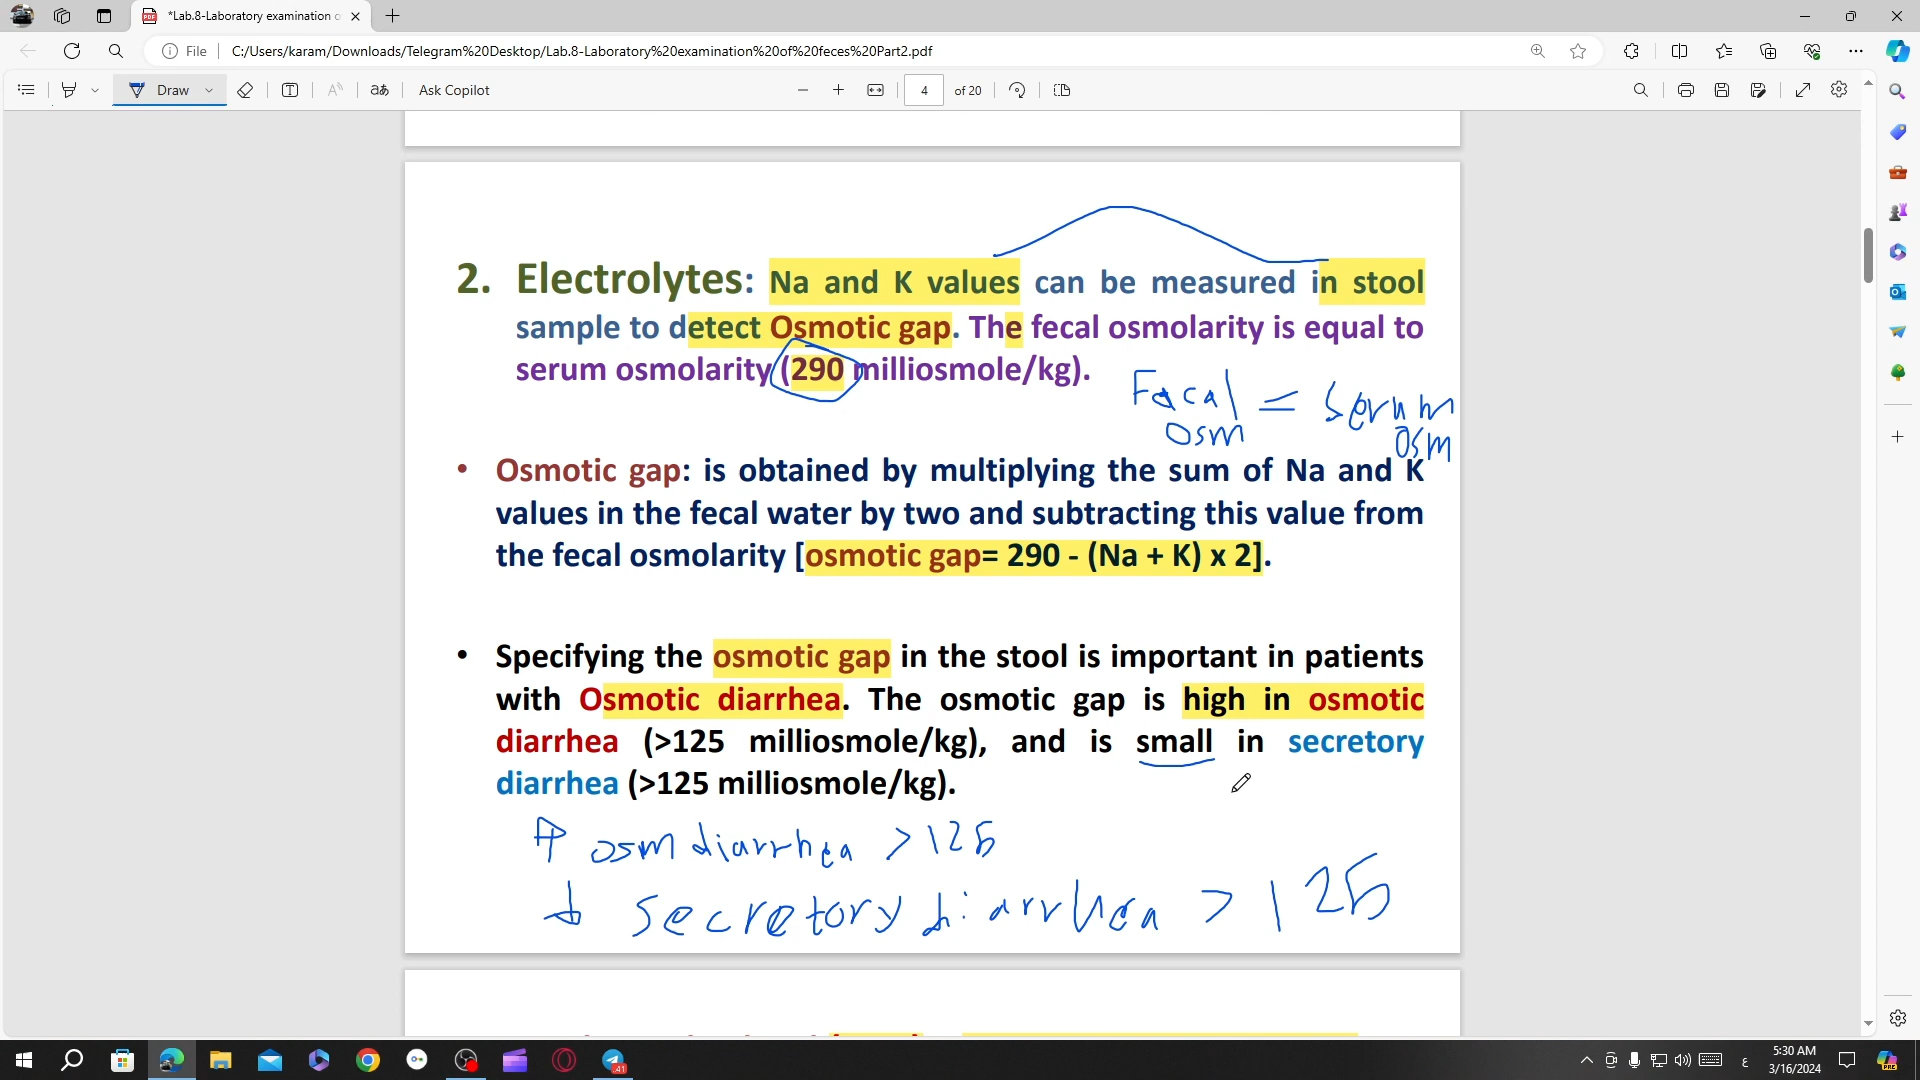 *Lab.8-Laboratory examination o
File
C:/Users/karam/Downloads/Telegram%20Desktop/Lab.8-Laboratory%20examination%20of%20feces%20Part2.pdf
Draw
aあ
Ask Copilot
4 of 20
2. Electrolytes: Na and K values can be measured in stool
sample to detect Osmotic gap. The fecal osmolarity is equal to
serum osmolarity (290 milliosmole/kg).
Fecal = Serum
osm osm
• Osmotic gap: is obtained by multiplying the sum of Na and K
values in the fecal water by two and subtracting this value from
the fecal osmolarity [osmotic gap= 290 - (Na + K) x 2].
• Specifying the osmotic gap in the stool is important in patients
with Osmotic diarrhea. The osmotic gap is high in osmotic
diarrhea (>125 milliosmole/kg), and is small in secretory
diarrhea (>125 milliosmole/kg).
↑ osm diarrhea > 125
↓ secretory diarrhea > 125
41
ع
5:30 AM
3/16/2024
PRE